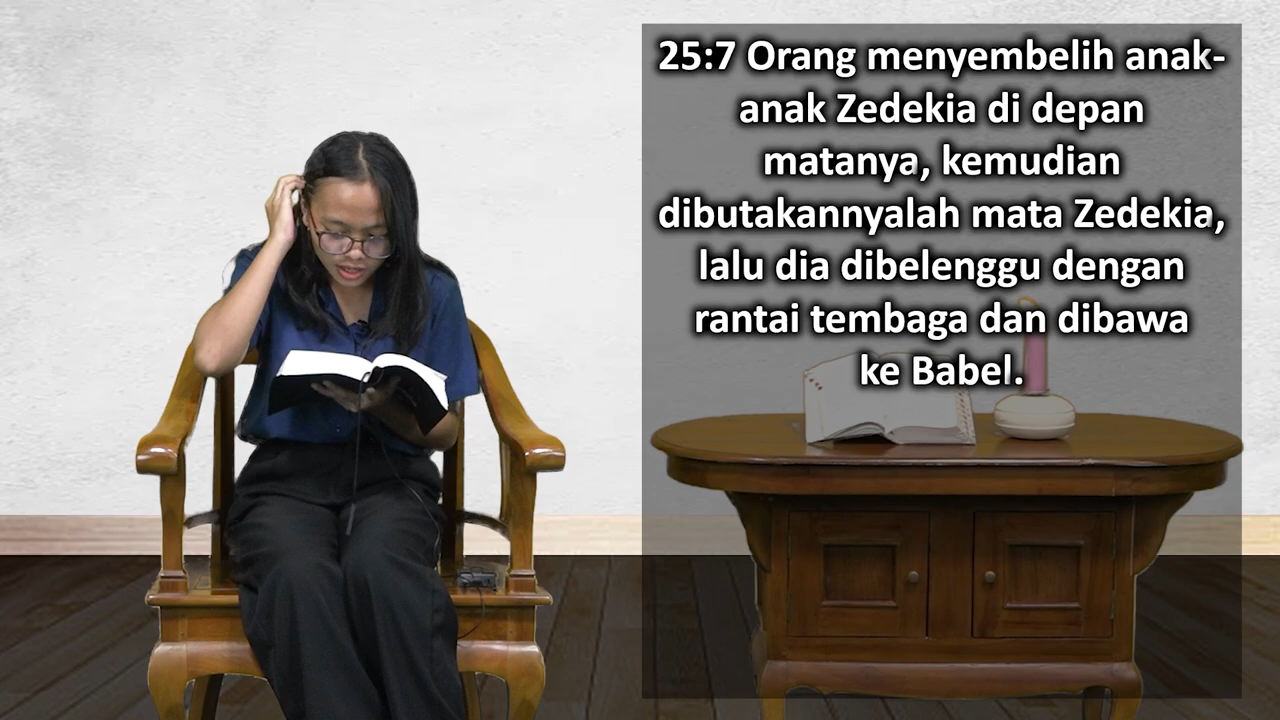 25:7 Orang menyembelih anak-
anak Zedekia di depan
matanya, kemudian
dibutakannyalah mata Zedekia,
lalu dia dibelenggu dengan
rantai tembaga dan dibawa
ke Babel.